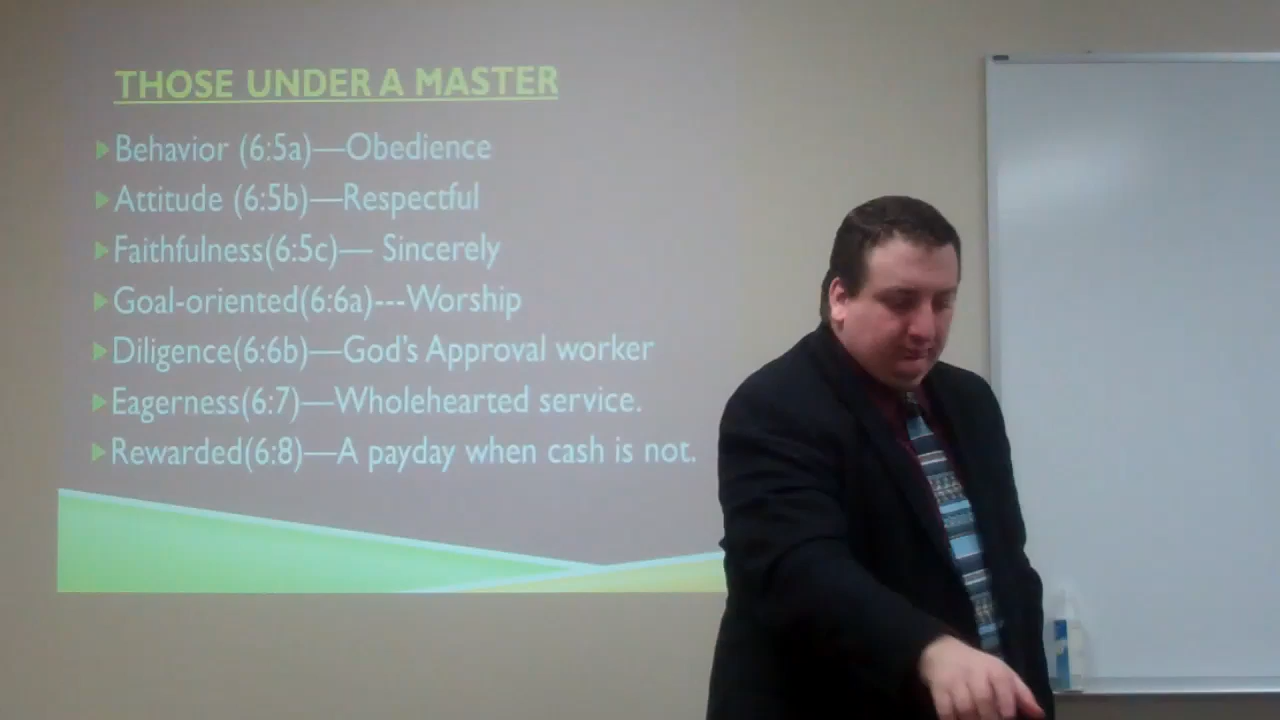 THOSE UNDER A MASTER
Behavior (6:5a)—Obedience
Attitude (6:5b)—Respectful
Faithfulness(6:5c)— Sincerely
Goal-oriented(6:6a)---Worship
Diligence(6:6b)—God's Approval worker
Eagerness(6:7)—Wholehearted service.
Rewarded(6:8)—A payday when cash is not.